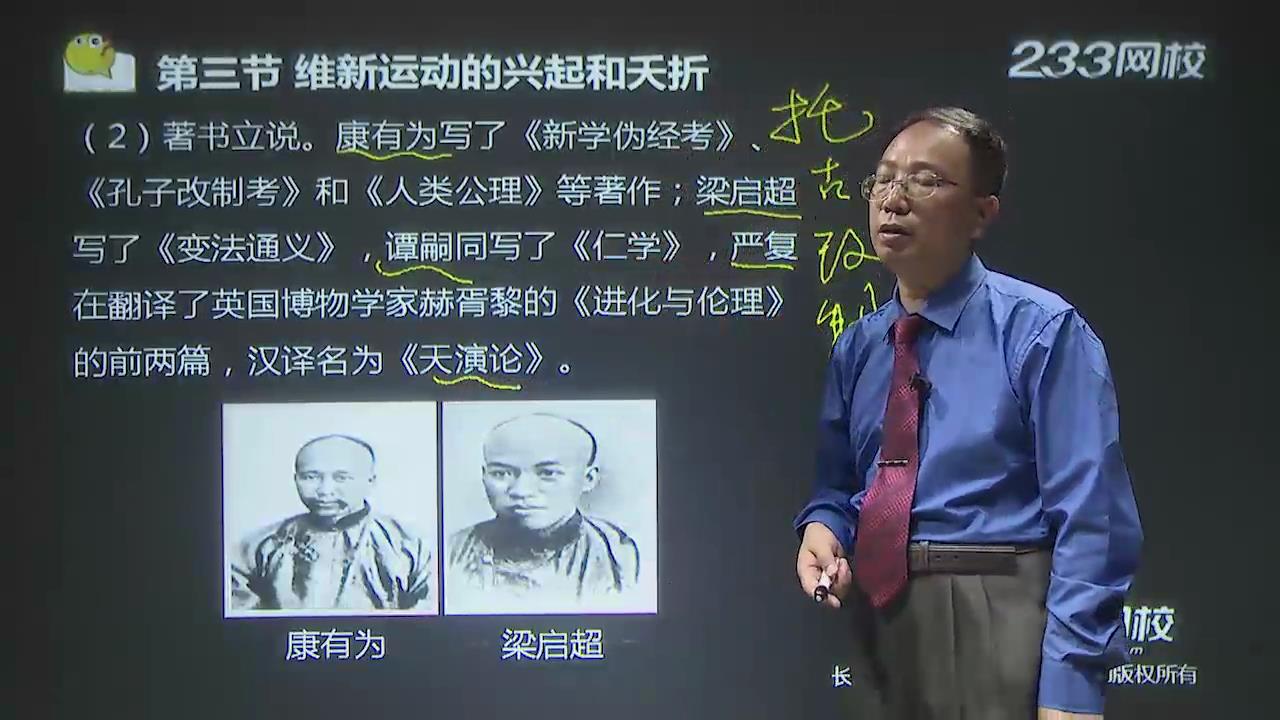 第三节 维新运动的兴起和夭折
233网校
（2）著书立说。康有为写了《新学伪经考》、
《孔子改制考》和《人类公理》等著作；梁启超
写了《变法通义》，谭嗣同写了《仁学》，严复
在翻译了英国博物学家赫胥黎的《进化与伦理》
的前两篇，汉译名为《天演论》。
托
古
改
制
康有为
梁启超
网校
长
版权所有